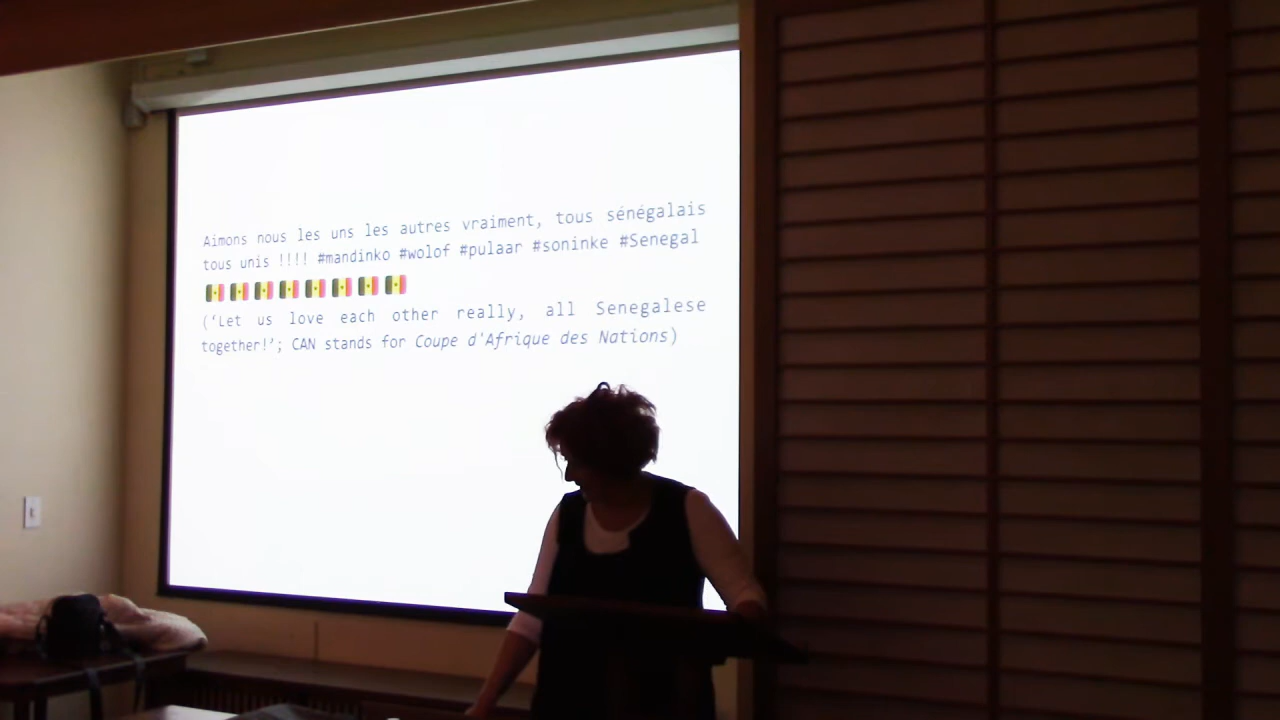 Aimons nous les uns les autres vraiment, tous sénégalais
tous unis !!!! #mandinko #wolof #pulaar #soninke #Senegal
🇸🇳🇸🇳🇸🇳🇸🇳🇸🇳🇸🇳🇸🇳🇸🇳
(‘Let us love each other really, all Senegalese
together!’; CAN stands for Coupe d'Afrique des Nations)